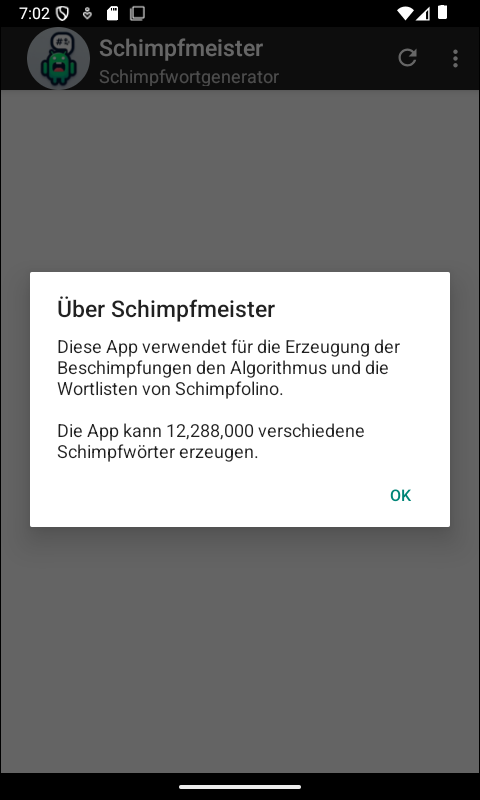 7:02
Schimpfmeister
Schimpfwortgenerator
Über Schimpfmeister
Diese App verwendet für die Erzeugung der
Beschimpfungen den Algorithmus und die
Wortlisten von Schimpfolino.
Die App kann 12,288,000 verschiedene
Schimpfwörter erzeugen.
OK